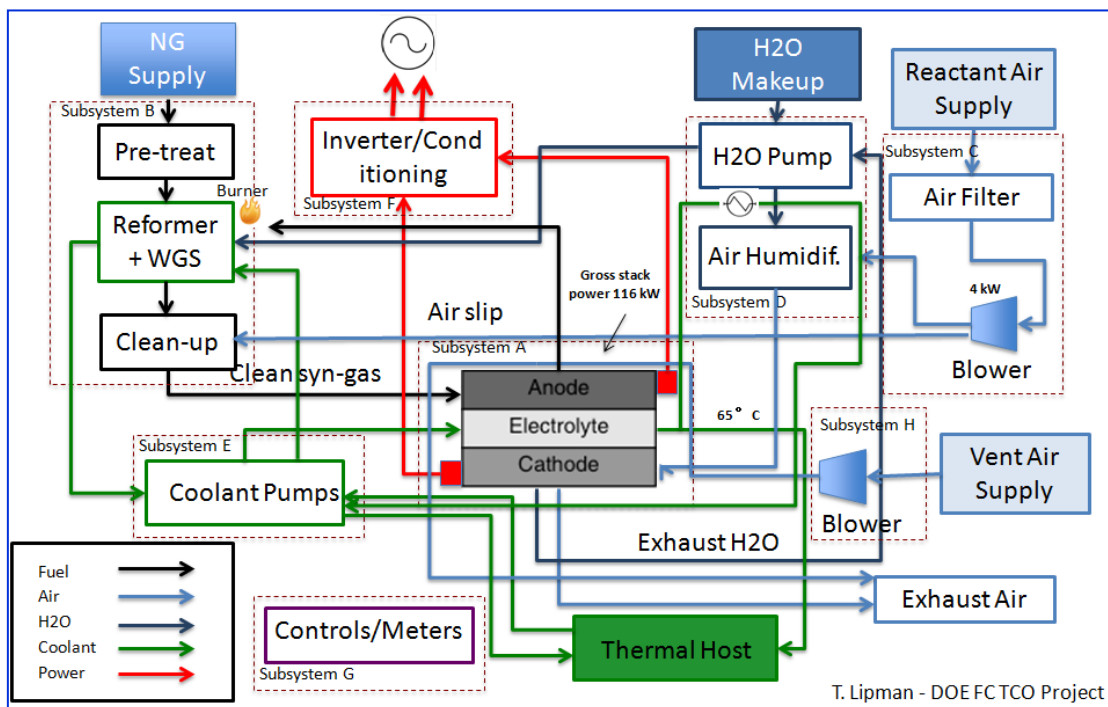 NG
Supply
H2O
Makeup
Reactant Air
Supply
Subsystem B
Pre-treat
Inverter/Cond
itioning
H2O Pump
Subsystem C
Air Filter
Burner
Subsystem F
Reformer
+ WGS
Air Humidif.
Gross stack
power 116 kW
Subsystem D
4 kW
Air slip
Clean-up
Blower
Subsystem A
Clean syn-gas
Anode
Electrolyte
Cathode
65° C
Subsystem H
Vent Air
Supply
Subsystem E
Coolant Pumps
Blower
Exhaust H2O
Fuel
Air
H2O
Coolant
Power
Exhaust Air
Controls/Meters
Subsystem G
Thermal Host
T. Lipman - DOE FC TCO Project